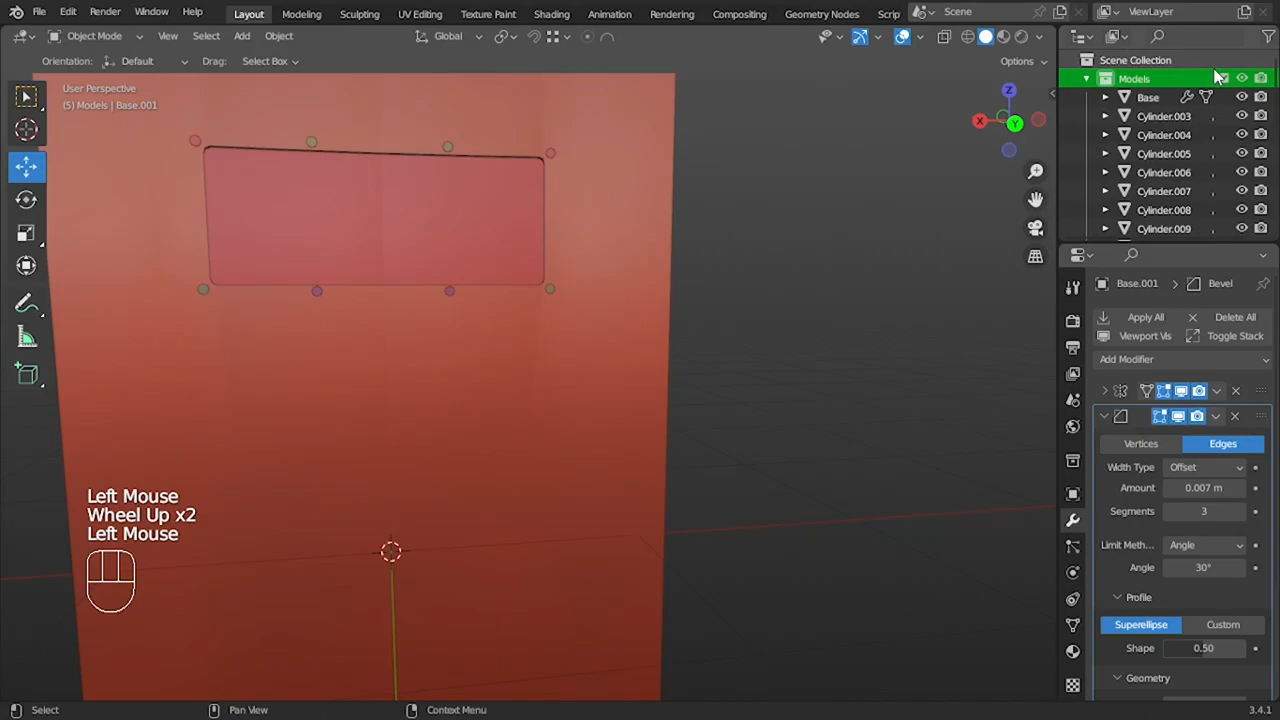 File Edit Render Window Help Layout Modeling Sculpting UV Editing Texture Paint Shading Animation Rendering Compositing Geometry Nodes Scrip Scene ViewLayer
Object Mode View Select Add Object Global
Orientation: Default Drag: Select Box Options
User Perspective
(5) Models | Base.001
Z
X
Y
Scene Collection
Models
Base
Cylinder.003
Cylinder.004
Cylinder.005
Cylinder.006
Cylinder.007
Cylinder.008
Cylinder.009
Base.001 Bevel
Apply All Delete All
Viewport Vis Toggle Stack
Add Modifier
Vertices Edges
Width Type Offset
Amount 0.007 m
Segments 3
Limit Meth... Angle
Angle 30°
Profile
Superellipse Custom
Shape 0.50
Geometry
Left Mouse
Wheel Up x2
Left Mouse
Select Pan View Context Menu 3.4.1